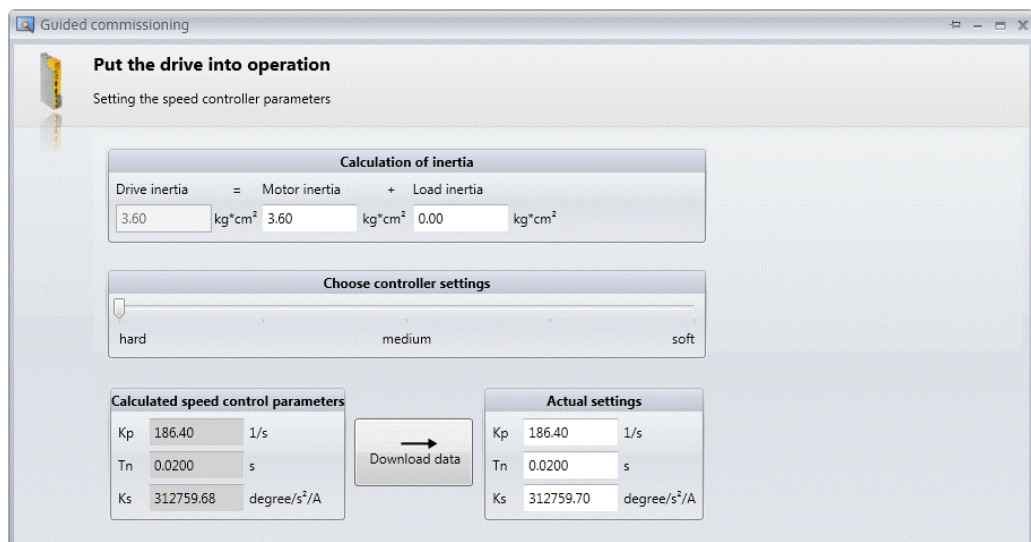 Guided commissioning
Put the drive into operation
Setting the speed controller parameters
Calculation of inertia
Drive inertia = Motor inertia + Load inertia
3.60 kg*cm² 3.60 kg*cm² 0.00 kg*cm²
Choose controller settings
hard medium soft
Calculated speed control parameters
Kp 186.40 1/s
Tn 0.0200 s
Ks 312759.68 degree/s²/A
Download data
Actual settings
Kp 186.40 1/s
Tn 0.0200 s
Ks 312759.70 degree/s²/A